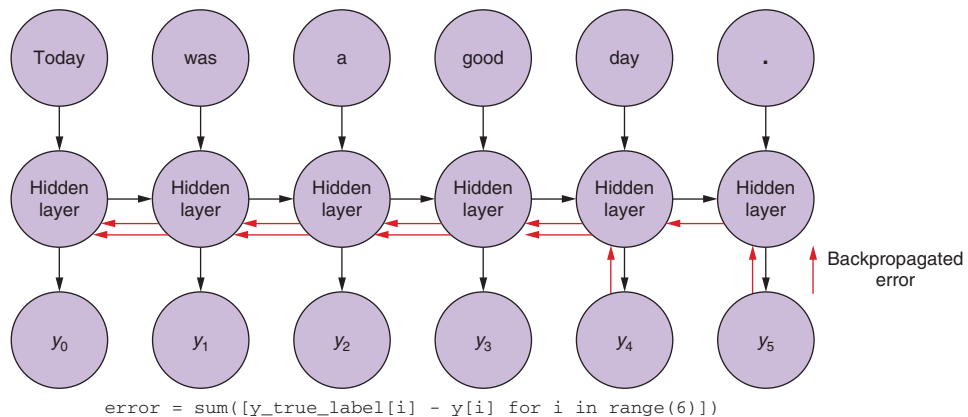 Today was a good day .
Hidden layer Hidden layer Hidden layer Hidden layer Hidden layer Hidden layer
Backpropagated error
y0 y1 y2 y3 y4 y5
error = sum([y_true_label[i] - y[i] for i in range(6)])